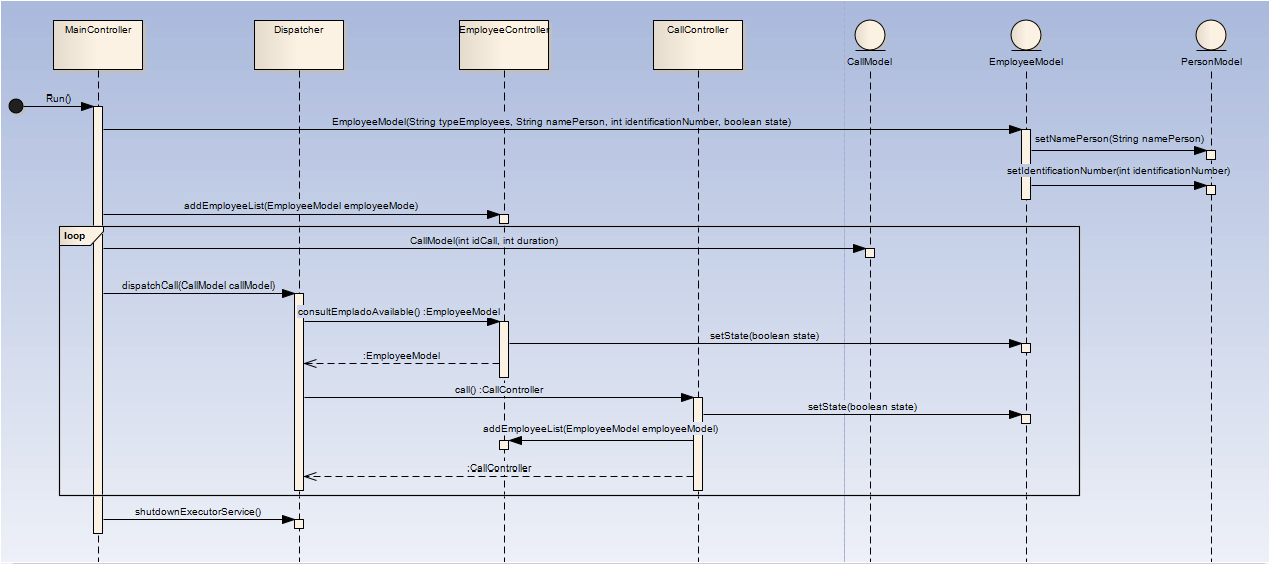 MainController
Dispatcher
EmployeeController
CallController
CallModel
EmployeeModel
PersonModel
Run()
EmployeeModel(String typeEmployees, String namePerson, int identificationNumber, boolean state)
setNamePerson(String namePerson)
setIdentificationNumber(int identificationNumber)
addEmployeeList(EmployeeModel employeeMode)
loop
CallModel(int idCall, int duration)
dispatchCall(CallModel callModel)
consultEmpladoAvailable() :EmployeeModel
setState(boolean state)
:EmployeeModel
call() :CallController
setState(boolean state)
addEmployeeList(EmployeeModel employeeModel)
:CallController
shutdownExecutorService()